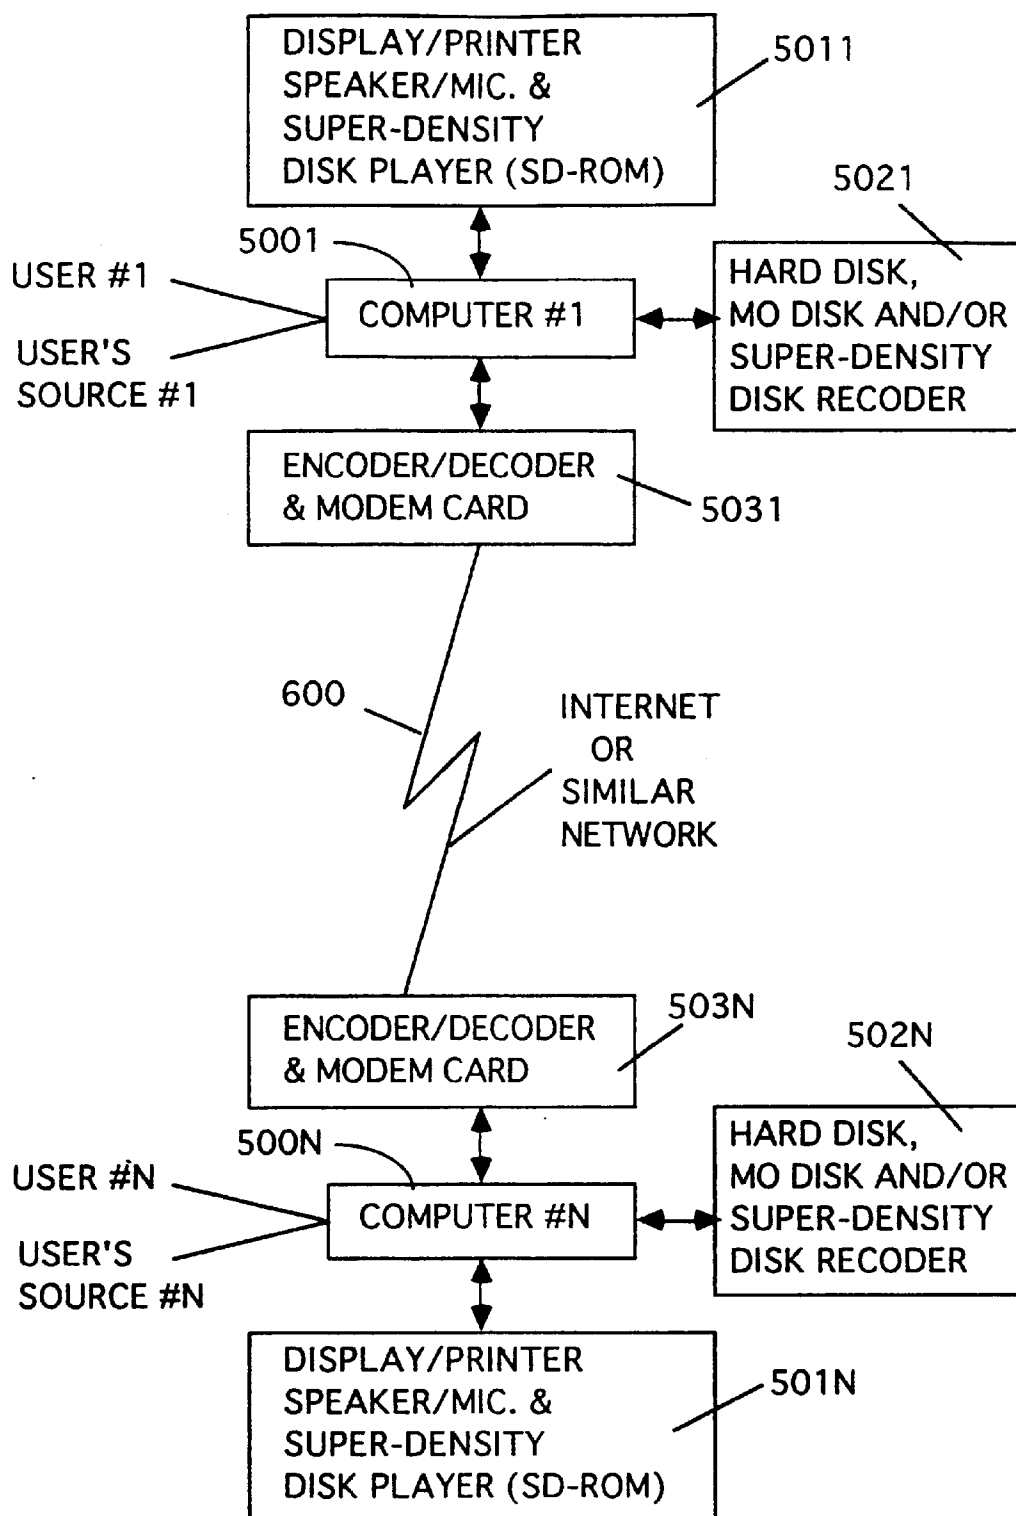 DISPLAY/PRINTER
SPEAKER/MIC. &
SUPER-DENSITY
DISK PLAYER (SD-ROM)
5011
5021
5001
USER #1
USER'S
SOURCE #1
COMPUTER #1
HARD DISK,
MO DISK AND/OR
SUPER-DENSITY
DISK RECODER
ENCODER/DECODER
& MODEM CARD
5031
600
INTERNET
OR
SIMILAR
NETWORK
ENCODER/DECODER
& MODEM CARD
503N
502N
500N
USER #N
USER'S
SOURCE #N
COMPUTER #N
HARD DISK,
MO DISK AND/OR
SUPER-DENSITY
DISK RECODER
DISPLAY/PRINTER
SPEAKER/MIC. &
SUPER-DENSITY
DISK PLAYER (SD-ROM)
501N